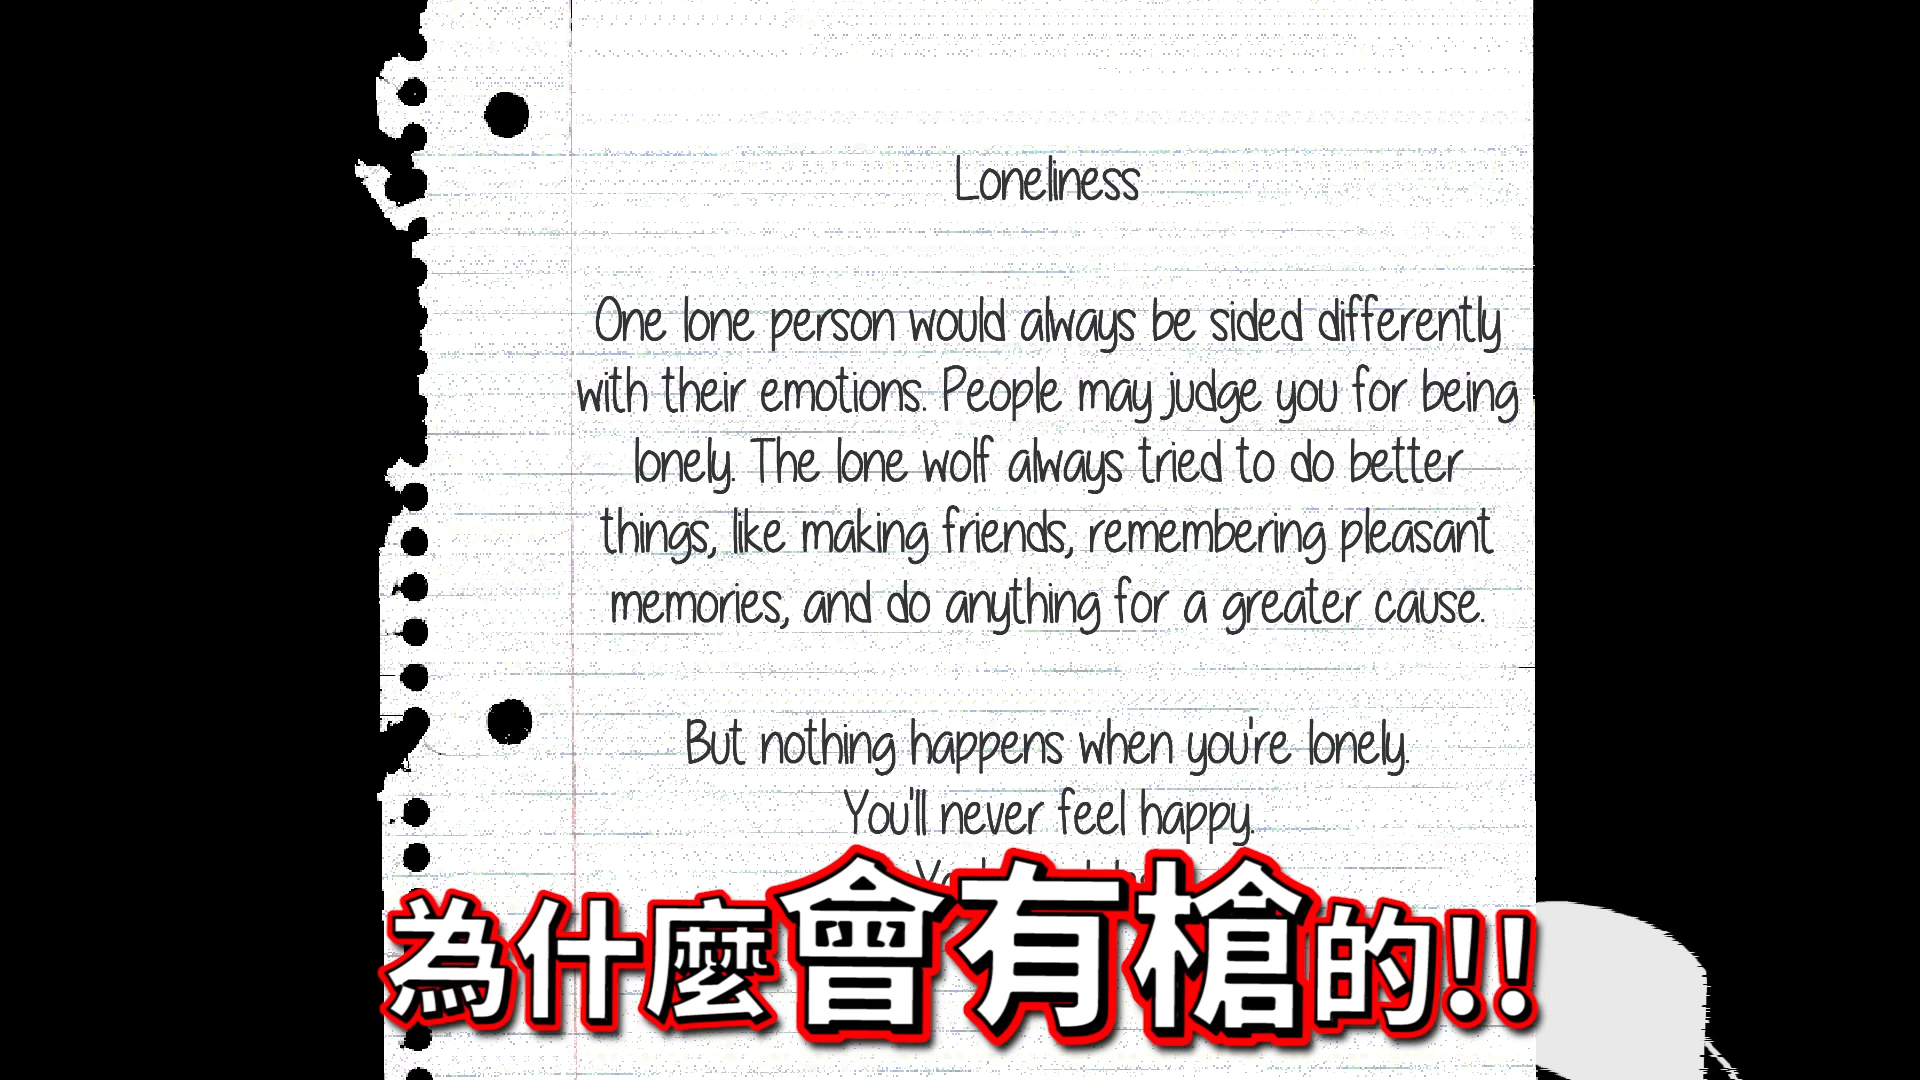 Loneliness
One lone person would always be sided differently
with their emotions. People may judge you for being
lonely. The lone wolf always tried to do better
things, like making friends, remembering pleasant
memories, and do anything for a greater cause.
But nothing happens when you're lonely.
You'll never feel happy.
為什麼會有槍的!!